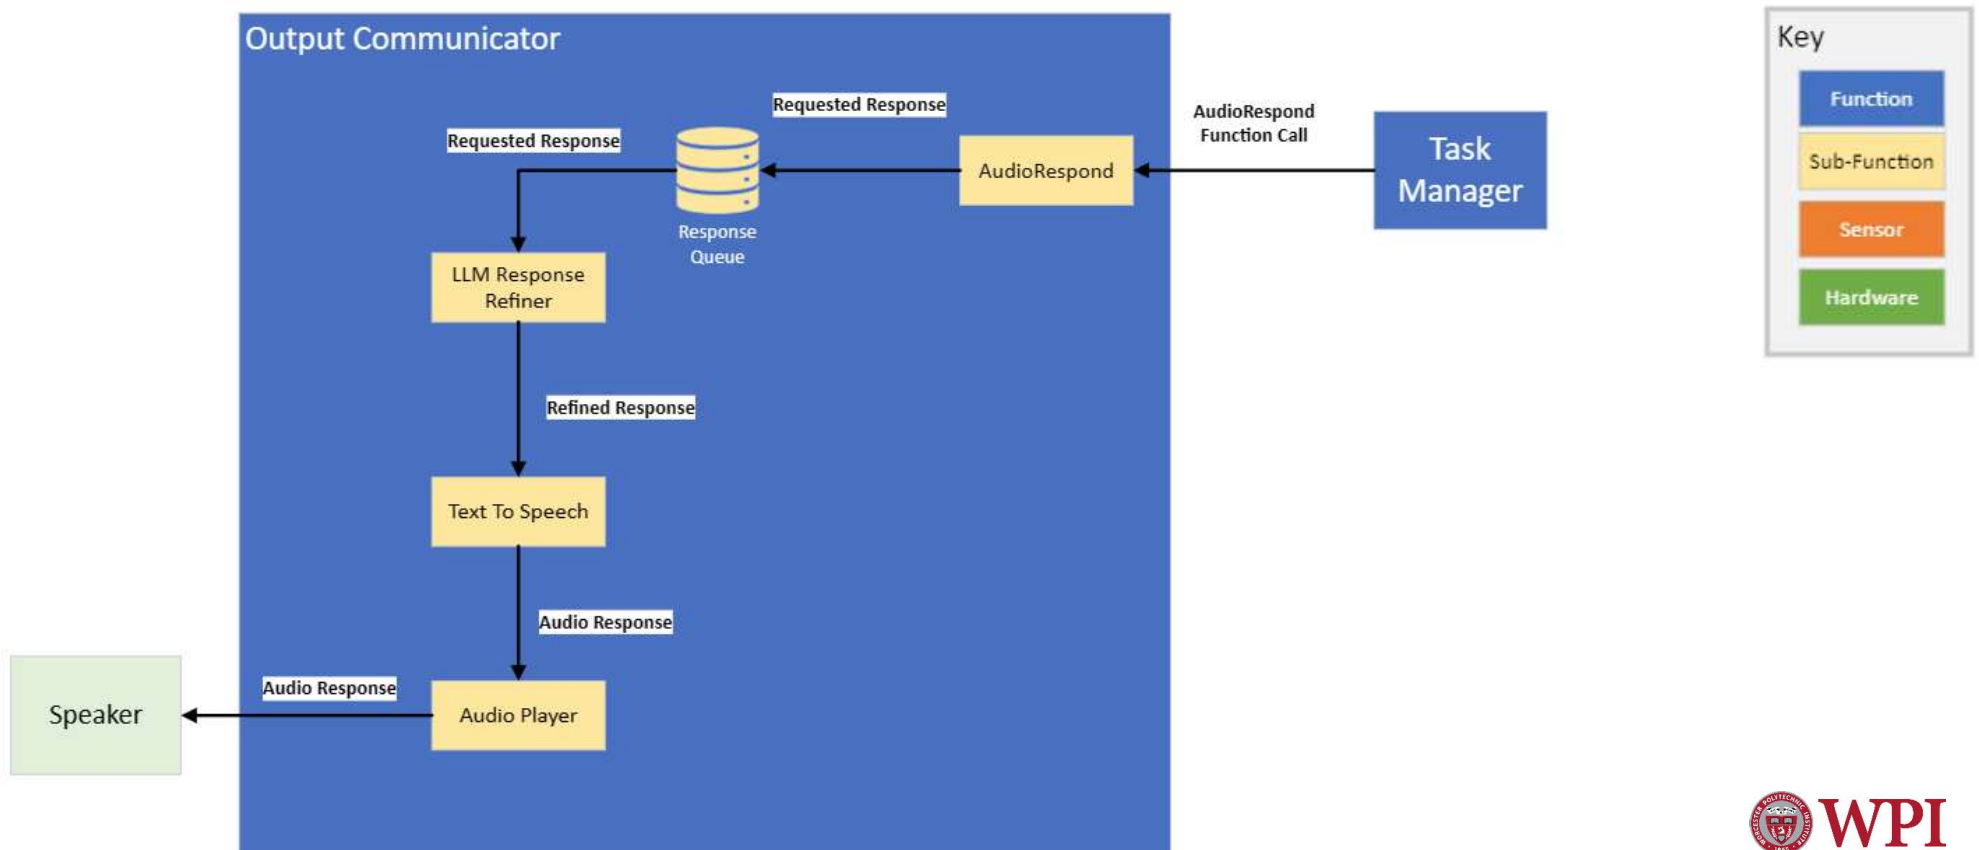 Output Communicator
Key
Function
Sub-Function
Sensor
Hardware
AudioRespond
Function Call
Task
Manager
Requested Response
AudioRespond
Requested Response
Response
Queue
LLM Response
Refiner
Refined Response
Text To Speech
Audio Response
Audio Response
Audio Player
Speaker
WPI